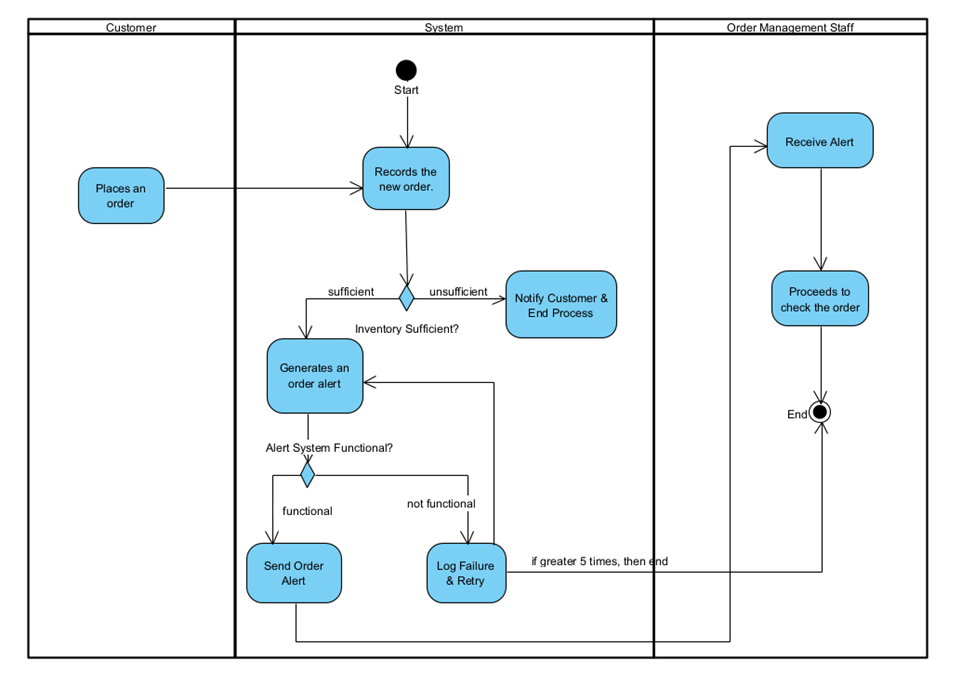 Customer
System
Order Management Staff
Start
Receive Alert
Records the
new order.
Places an
order
sufficient
unsufficient
Notify Customer &
End Process
Proceeds to
check the order
Inventory Sufficient?
Generates an
order alert
End
Alert System Functional?
functional
not functional
Send Order
Alert
Log Failure
& Retry
if greater 5 times, then end